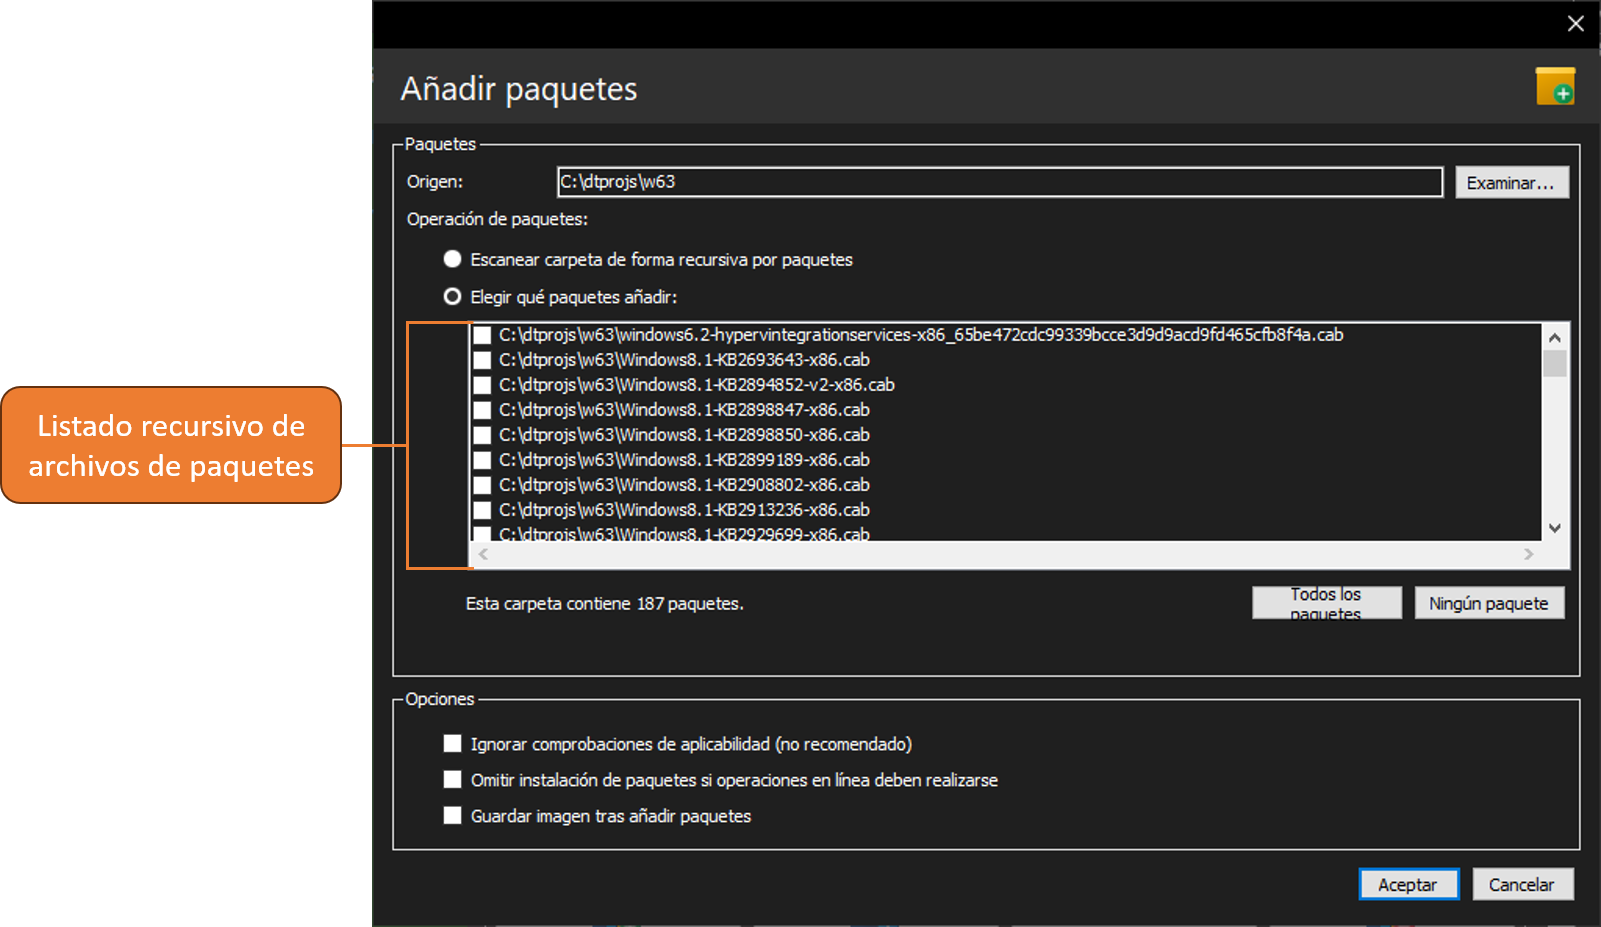 Añadir paquetes
Paquetes
Origen:
C:\dtprojs\w63
Examinar...
Operación de paquetes:
Escanear carpeta de forma recursiva por paquetes
Elegir qué paquetes añadir:
C:\dtprojs\w63\windows6.2-hypervintegrationservices-x86_65be472cdc99339bcce3d9d9acd9fd465cfb8f4a.cab
C:\dtprojs\w63\Windows8.1-KB2693643-x86.cab
C:\dtprojs\w63\Windows8.1-KB2894852-v2-x86.cab
C:\dtprojs\w63\Windows8.1-KB2898847-x86.cab
C:\dtprojs\w63\Windows8.1-KB2898850-x86.cab
C:\dtprojs\w63\Windows8.1-KB2899189-x86.cab
C:\dtprojs\w63\Windows8.1-KB2908802-x86.cab
C:\dtprojs\w63\Windows8.1-KB2913236-x86.cab
C:\dtprojs\w63\Windows8.1-KB2929699-x86.cab
Listado recursivo de
archivos de paquetes
Esta carpeta contiene 187 paquetes.
Todos los
paquetes
Ningún paquete
Opciones
Ignorar comprobaciones de aplicabilidad (no recomendado)
Omitir instalación de paquetes si operaciones en línea deben realizarse
Guardar imagen tras añadir paquetes
Aceptar
Cancelar